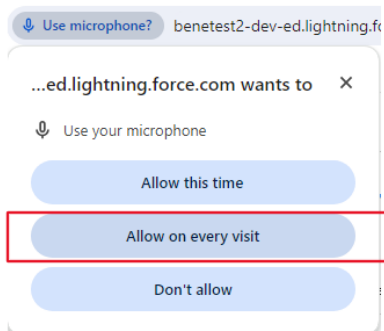 Use microphone? benetest2-dev-ed.lightning.fo
...ed.lightning.force.com wants to
Use your microphone
Allow this time
Allow on every visit
Don't allow